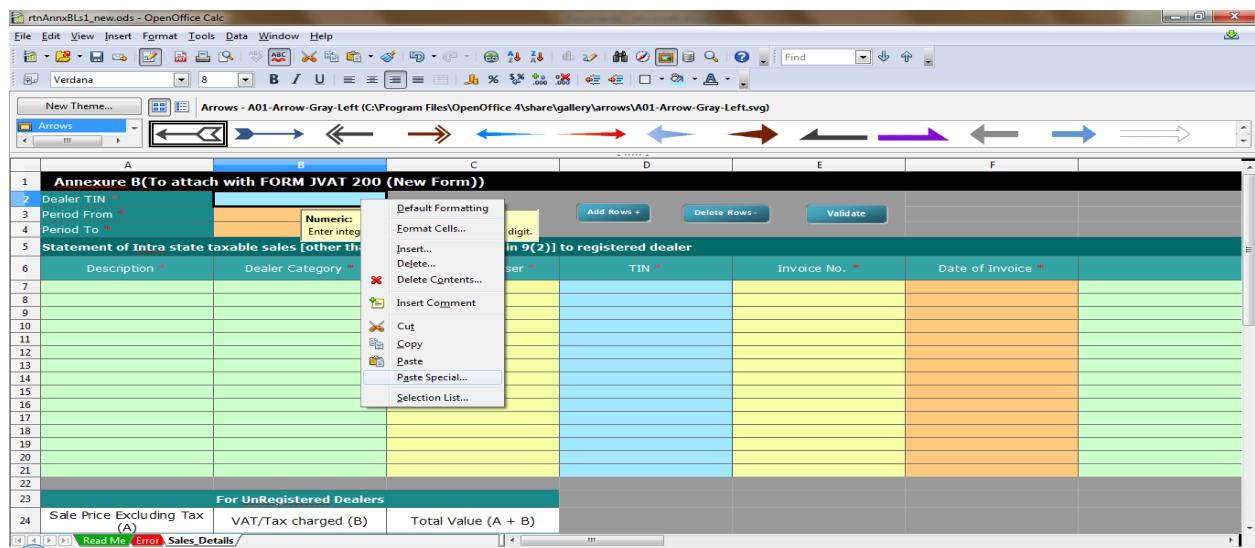 rtnAnnxBLs1_new.ods - OpenOffice Calc
File Edit View Insert Format Tools Data Window Help
ABC Find
Verdana 8 B I U A
New Theme... Arrows - A01-Arrow-Gray-Left (C:\Program Files\OpenOffice 4\share\gallery\arrows\A01-Arrow-Gray-Left.svg)
Arrows
A B C D E F
1 Annexure B(To attach with FORM JVAT 200 (New Form))
2 Dealer TIN *
3 Period From *
4 Period To *
Numeric:
Enter integ digit.
Add Rows + Delete Rows - Validate
5 Statement of Intra state taxable sales [other tha in 9(2)] to registered dealer
6 Description * Dealer Category * ser * TIN * Invoice No. * Date of Invoice *
Default Formatting
Format Cells...
Insert...
Delete...
Delete Contents...
Insert Comment
Cut
Copy
Paste
Paste Special...
Selection List...
7
8
9
10
11
12
13
14
15
16
17
18
19
20
21
22
23 For UnRegistered Dealers
24 Sale Price Excluding Tax (A) VAT/Tax charged (B) Total Value (A + B)
Read Me Error Sales_Details